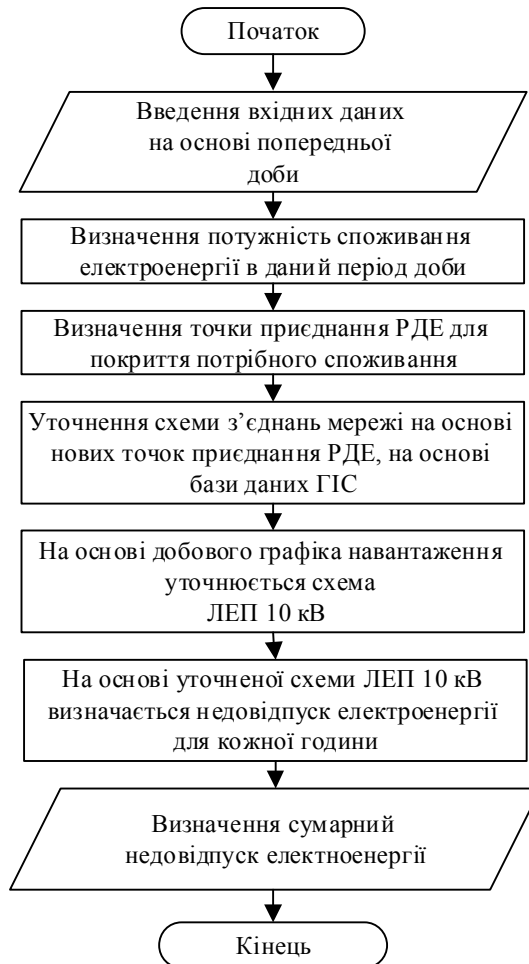 Початок
Введення вхідних даних
на основі попередньої
доби
Визначення потужність споживання
електроенергії в даний період доби
Визначення точки приєднання РДЕ для
покриття потрібного споживання
Уточнення схеми з’єднань мережі на основі
нових точок приєднання РДЕ, на основі
бази даних ГІС
На основі добового графіка навантаження
уточнюється схема
ЛЕП 10 кВ
На основі уточненої схеми ЛЕП 10 кВ
визначається недовідпуск електроенергії
для кожної години
Визначення сумарний
недовідпуск електноенергії
Кінець